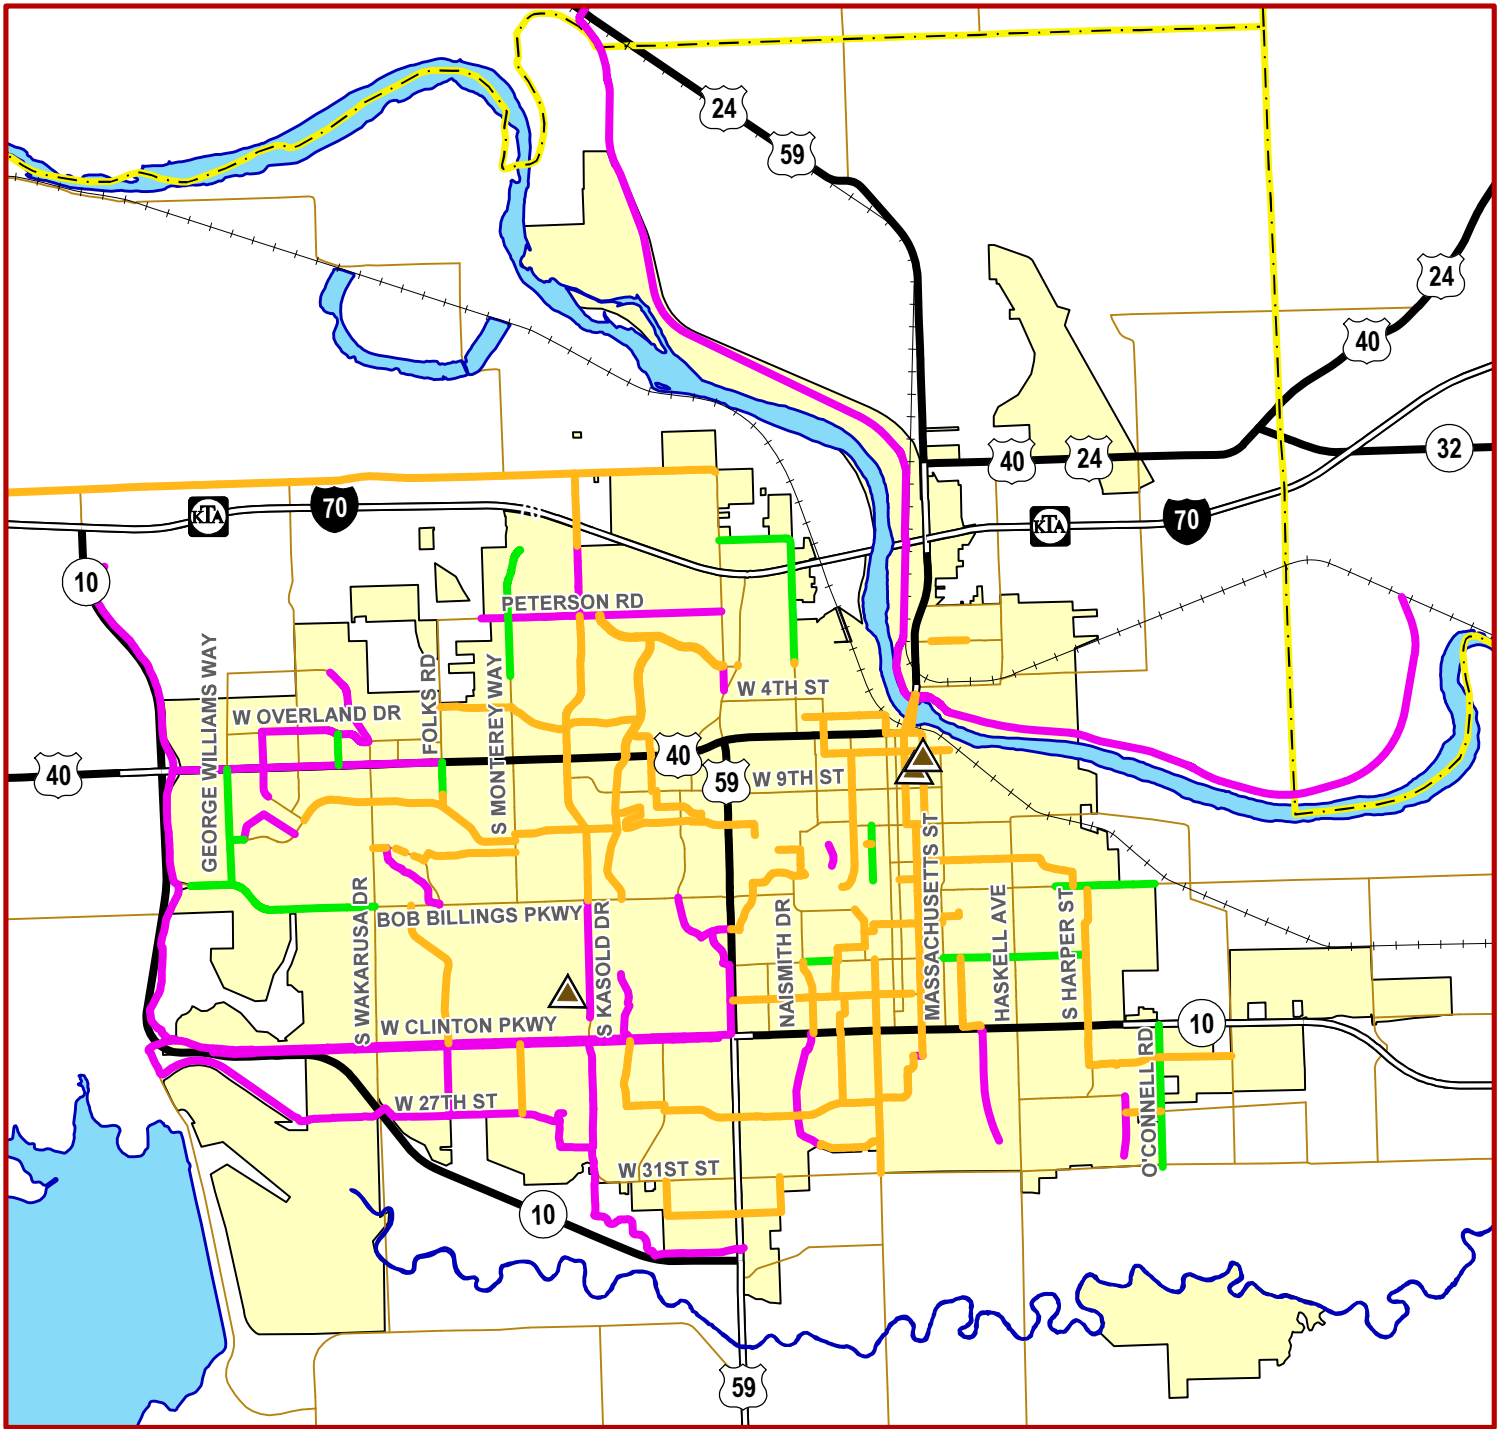 24
59
24
40
40
24
32
KTA
70
70
KTA
70
10
PETERSON RD
GEORGE WILLIAMS WAY
FOLKS RD
S MONTEREY WAY
W 4TH ST
W OVERLAND DR
40
40
59
W 9TH ST
S WAKARUSA DR
BOB BILLINGS PKWY
S KASOLD DR
NAISMITH DR
MASSACHUSETTS ST
HASKELL AVE
S HARPER ST
W CLINTON PKWY
10
O'CONNELL RD
W 27TH ST
W 31ST ST
10
59